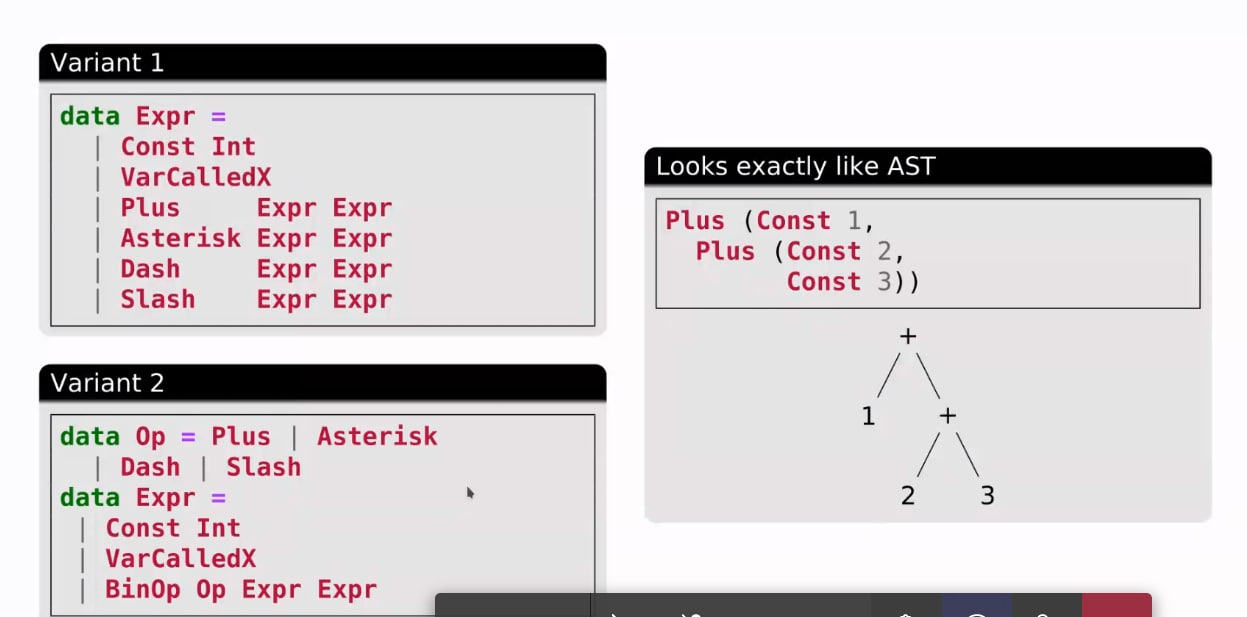 Variant 1
data Expr =
| Const Int
| VarCalledX
| Plus Expr Expr
| Asterisk Expr Expr
| Dash Expr Expr
| Slash Expr Expr
Variant 2
data Op = Plus | Asterisk
| Dash | Slash
data Expr =
| Const Int
| VarCalledX
| BinOp Op Expr Expr
Looks exactly like AST
Plus (Const 1,
Plus (Const 2,
Const 3))
+
1 +
2 3